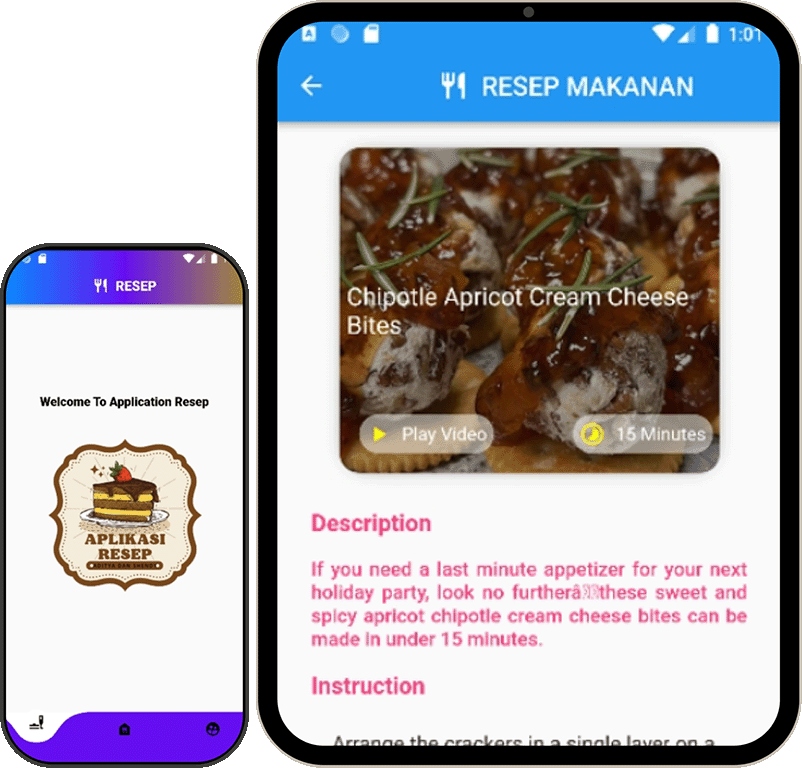 1:01
RESEP MAKANAN
Chipotle Apricot Cream Cheese
Bites
Play Video
15 Minutes
Description
If you need a last minute appetizer for your next
holiday party, look no furtherâthese sweet and
spicy apricot chipotle cream cheese bites can be
made in under 15 minutes.
Instruction
Arrange the crackers in a single layer on a
RESEP
Welcome To Application Resep
APLIKASI
RESEP